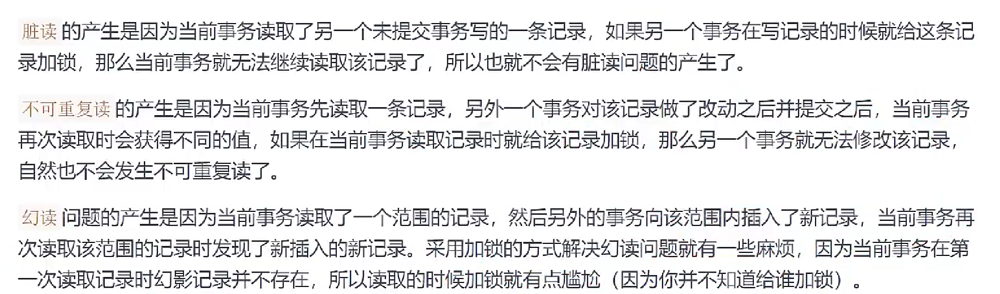 脏读 的产生是因为当前事务读取了另一个未提交事务写的一条记录，如果另一个事务在写记录的时候就给这条记
录加锁，那么当前事务就无法继续读取该记录了，所以也就不会有脏读问题的产生了。
不可重复读 的产生是因为当前事务先读取一条记录，另外一个事务对该记录做了改动之后并提交之后，当前事务
再次读取时会获得不同的值，如果在当前事务读取记录时就给该记录加锁，那么另一个事务就无法修改该记录，
自然也不会发生不可重复读了。
幻读 问题的产生是因为当前事务读取了一个范围的记录，然后另外的事务向该范围内插入了新记录，当前事务再
次读取该范围的记录时发现了新插入的新记录。采用加锁的方式解决幻读问题就有一些麻烦，因为当前事务在第
一次读取记录时幻影记录并不存在，所以读取的时候加锁就有点尴尬（因为你并不知道给谁加锁）。